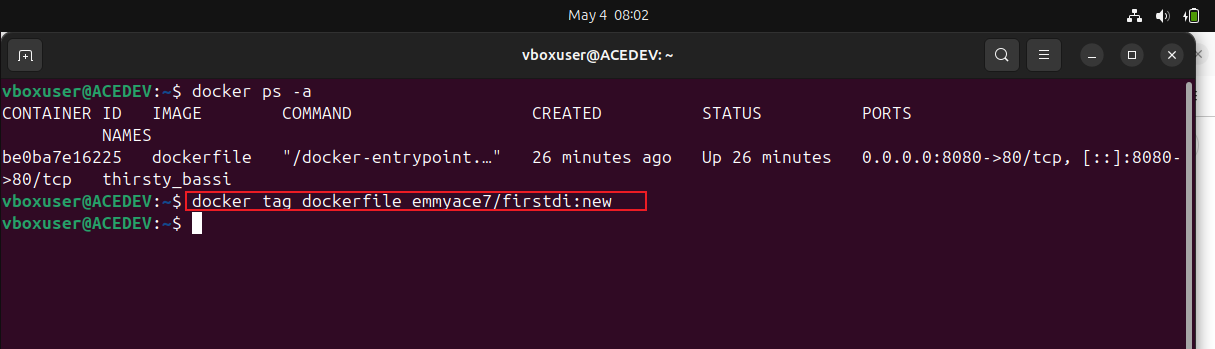 May 4 08:02
vboxuser@ACEDEV: ~
vboxuser@ACEDEV:~$ docker ps -a
CONTAINER ID   IMAGE        COMMAND                  CREATED          STATUS          PORTS
          NAMES
be0ba7e16225   dockerfile   "/docker-entrypoint.…"   26 minutes ago   Up 26 minutes   0.0.0.0:8080->80/tcp, [::]:8080-
>80/tcp   thirsty_bassi
vboxuser@ACEDEV:~$ docker tag dockerfile emmyace7/firstdi:new
vboxuser@ACEDEV:~$